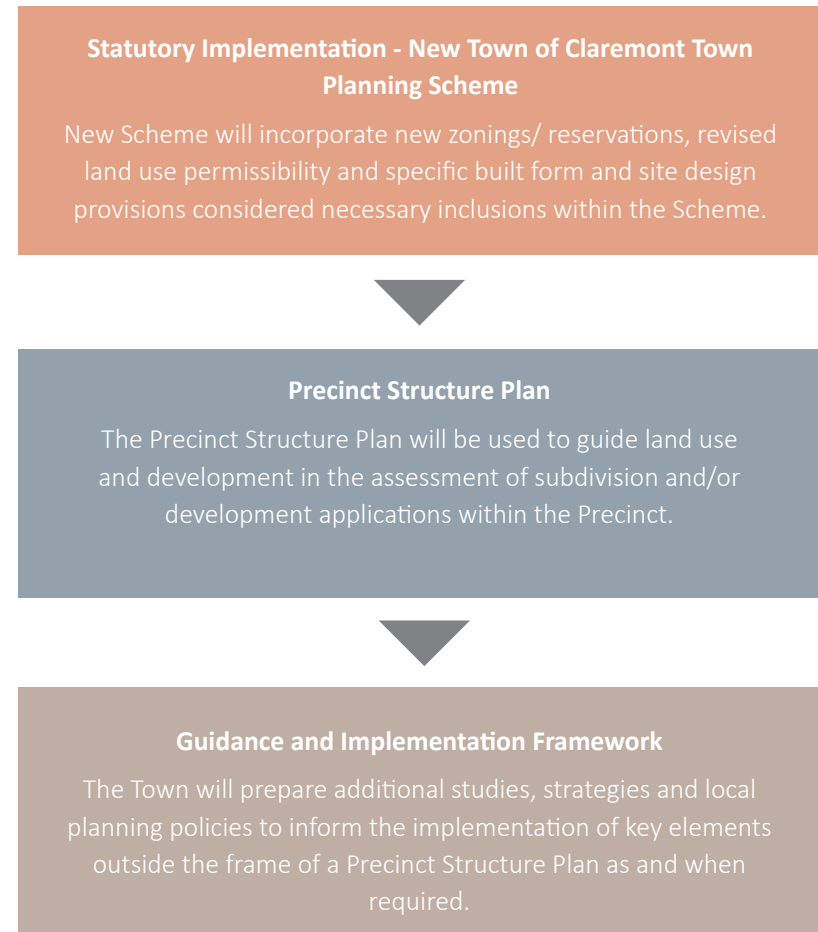 Statutory Implementation - New Town of Claremont Town
Planning Scheme
New Scheme will incorporate new zonings/ reservations, revised
land use permissibility and specific built form and site design
provisions considered necessary inclusions within the Scheme.
Precinct Structure Plan
The Precinct Structure Plan will be used to guide land use
and development in the assessment of subdivision and/or
development applications within the Precinct.
Guidance and Implementation Framework
The Town will prepare additional studies, strategies and local
planning policies to inform the implementation of key elements
outside the frame of a Precinct Structure Plan as and when
required.